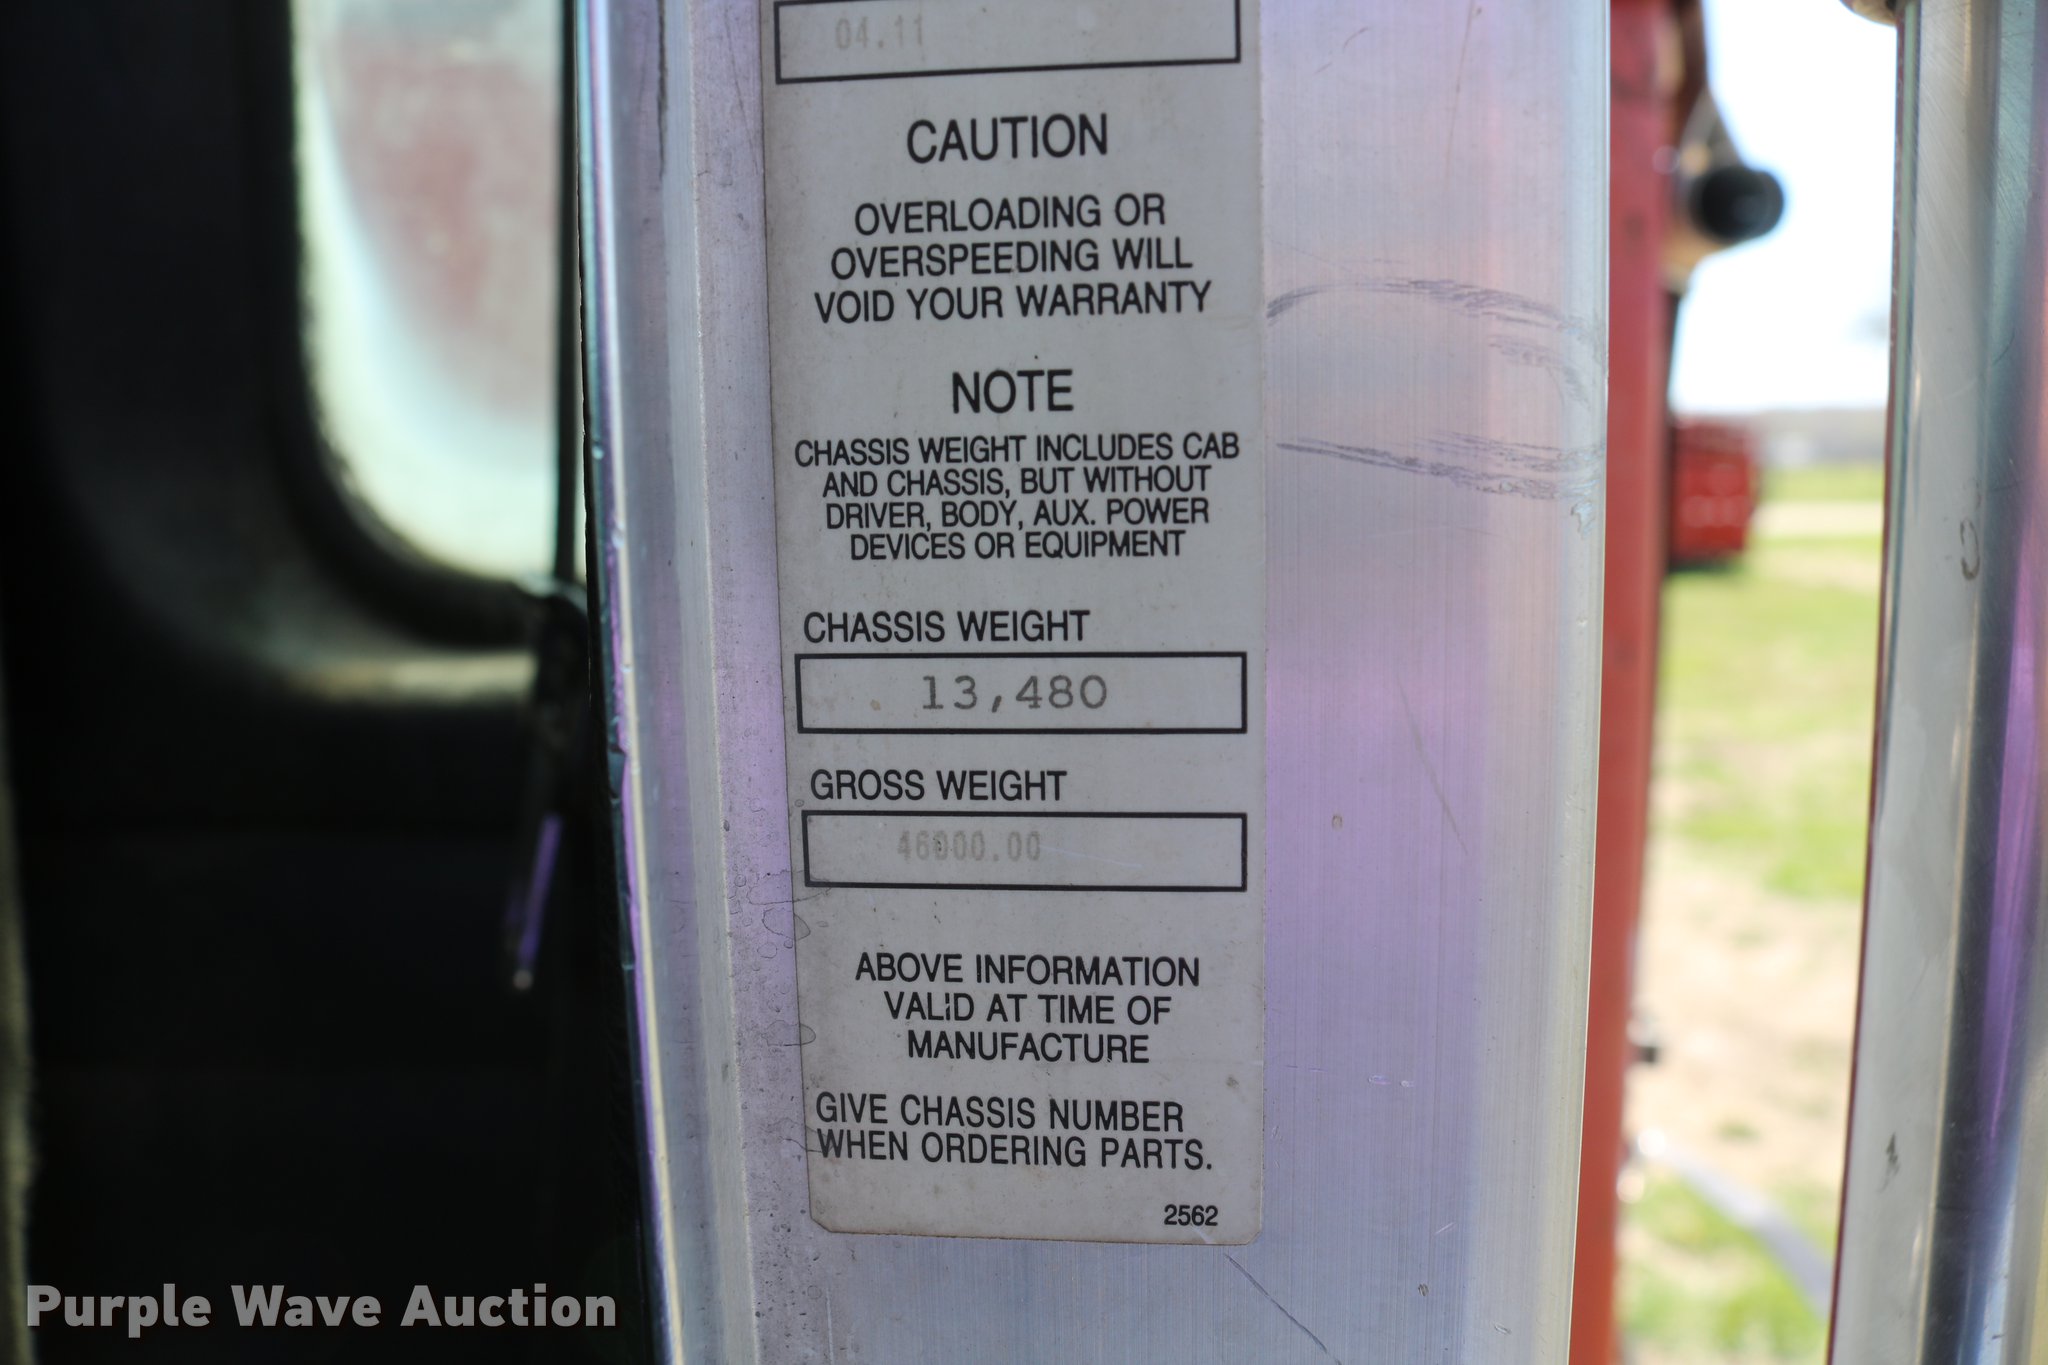 04.11
CAUTION
OVERLOADING OR
OVERSPEEDING WILL
VOID YOUR WARRANTY
NOTE
CHASSIS WEIGHT INCLUDES CAB
AND CHASSIS, BUT WITHOUT
DRIVER, BODY, AUX. POWER
DEVICES OR EQUIPMENT
CHASSIS WEIGHT
13,480
GROSS WEIGHT
46000.00
ABOVE INFORMATION
VALID AT TIME OF
MANUFACTURE
GIVE CHASSIS NUMBER
WHEN ORDERING PARTS.
2562
Purple Wave Auction